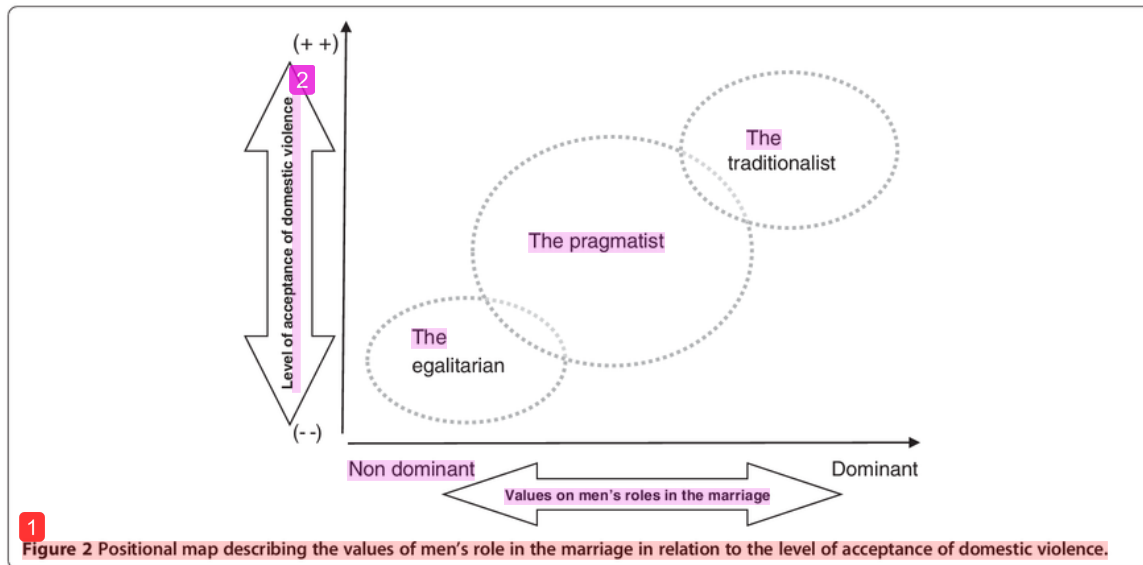 (+ +)
2
Level of acceptance of domestic violence
The
traditionalist
The pragmatist
The
egalitarian
(- -)
Non dominant
Dominant
Values on men's roles in the marriage
1
Figure 2 Positional map describing the values of men's role in the marriage in relation to the level of acceptance of domestic violence.